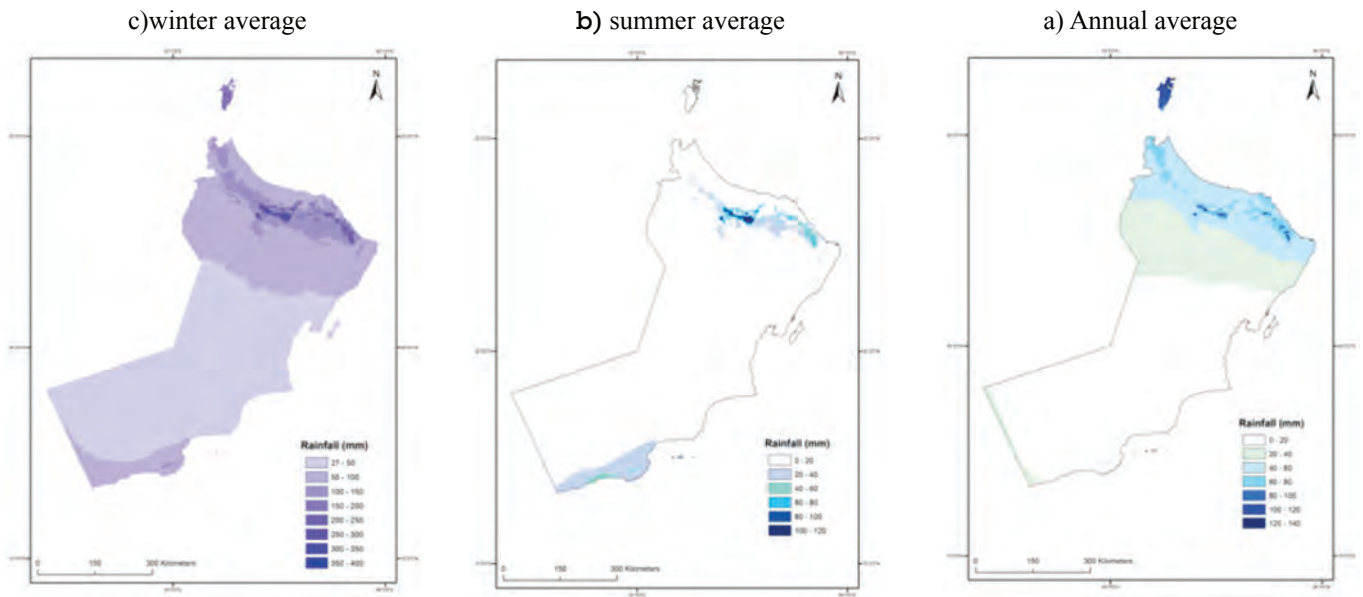 c)winter average
b) summer average
a) Annual average
N
Rainfall (mm)
27 - 50
50 - 100
100 - 150
150 - 200
200 - 250
250 - 300
300 - 350
350 - 400
0 150 300 Kilometers
N
Rainfall (mm)
0 - 20
20 - 40
40 - 60
60 - 80
80 - 100
100 - 120
0 150 300 Kilometers
N
Rainfall (mm)
0 - 20
20 - 40
40 - 60
60 - 80
80 - 100
100 - 120
120 - 140
0 150 300 Kilometers